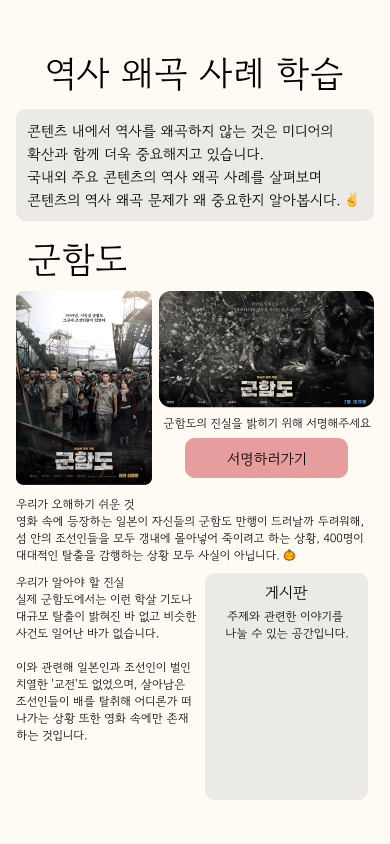 역사 왜곡 사례 학습
콘텐츠 내에서 역사를 왜곡하지 않는 것은 미디어의
확산과 함께 더욱 중요해지고 있습니다.
국내외 주요 콘텐츠의 역사 왜곡 사례를 살펴보며
콘텐츠의 역사 왜곡 문제가 왜 중요한지 알아봅시다. ✌️
군함도
군함도
군함도
7월 대개봉
군함도의 진실을 밝히기 위해 서명해주세요
서명하러가기
우리가 오해하기 쉬운 것
영화 속에 등장하는 일본이 자신들의 군함도 만행이 드러날까 두려워해,
섬 안의 조선인들을 모두 갱내에 몰아넣어 죽이려고 하는 상황, 400명이
대대적인 탈출을 감행하는 상황 모두 사실이 아닙니다. 🎃
우리가 알아야 할 진실
실제 군함도에서는 이런 학살 기도나
대규모 탈출이 밝혀진 바 없고 비슷한
사건도 일어난 바가 없습니다.
이와 관련해 일본인과 조선인이 벌인
치열한 '교전'도 없었으며, 살아남은
조선인들이 배를 탈취해 어디론가 떠
나가는 상황 또한 영화 속에만 존재
하는 것입니다.
게시판
주제와 관련한 이야기를
나눌 수 있는 공간입니다.